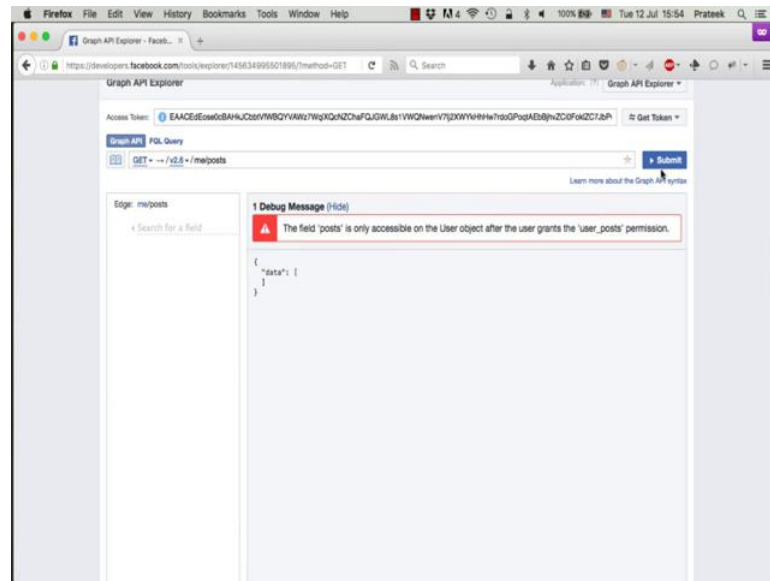 Firefox File Edit View History Bookmarks Tools Window Help 4 100% Tue 12 Jul 15:54 Prateek
Graph API Explorer - Faceb...
https://developers.facebook.com/tools/explorer/145634995501895/?method=GET Search
Graph API Explorer Application: [?] Graph API Explorer
Access Token: Get Token
Graph API FQL Query
GET → /v2.6 / me/posts Submit
Learn more about the Graph API syntax
Edge: me/posts
Search for a field
1 Debug Message (Hide)
The field 'posts' is only accessible on the User object after the user grants the 'user_posts' permission.
{
"data": [
]
}